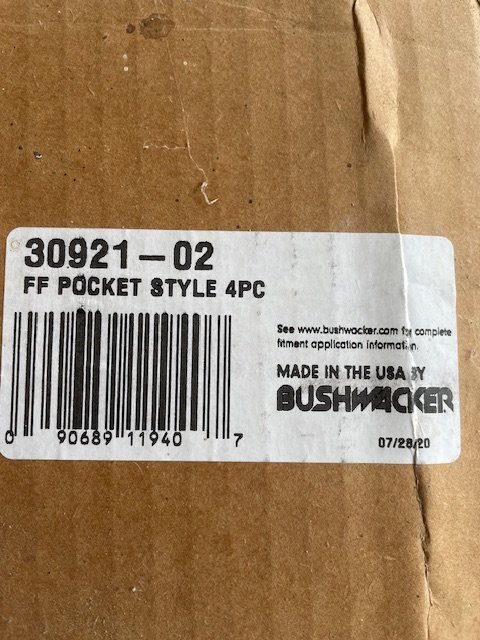 30921-02
FF POCKET STYLE 4PC
See www.bushwacker.com for complete
fitment application information.
MADE IN THE USA BY
BUSHWACKER
0 90689 11940 7
07/28/20